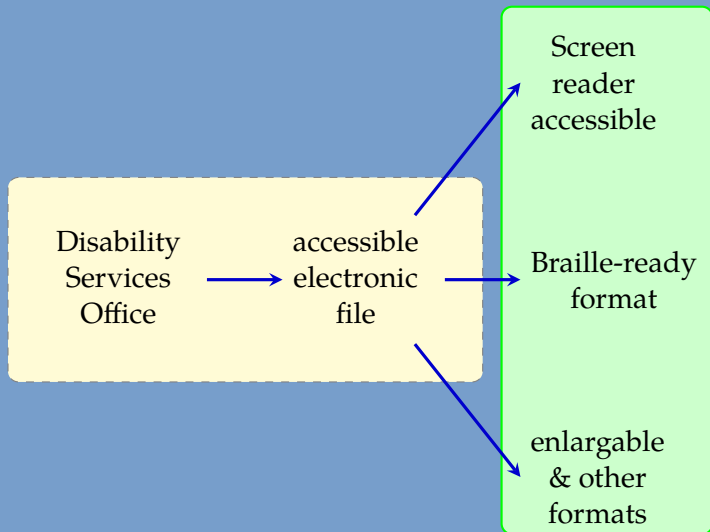 Disability
Services
Office
accessible
electronic
file
Screen
reader
accessible
Braille-ready
format
enlargable
& other
formats